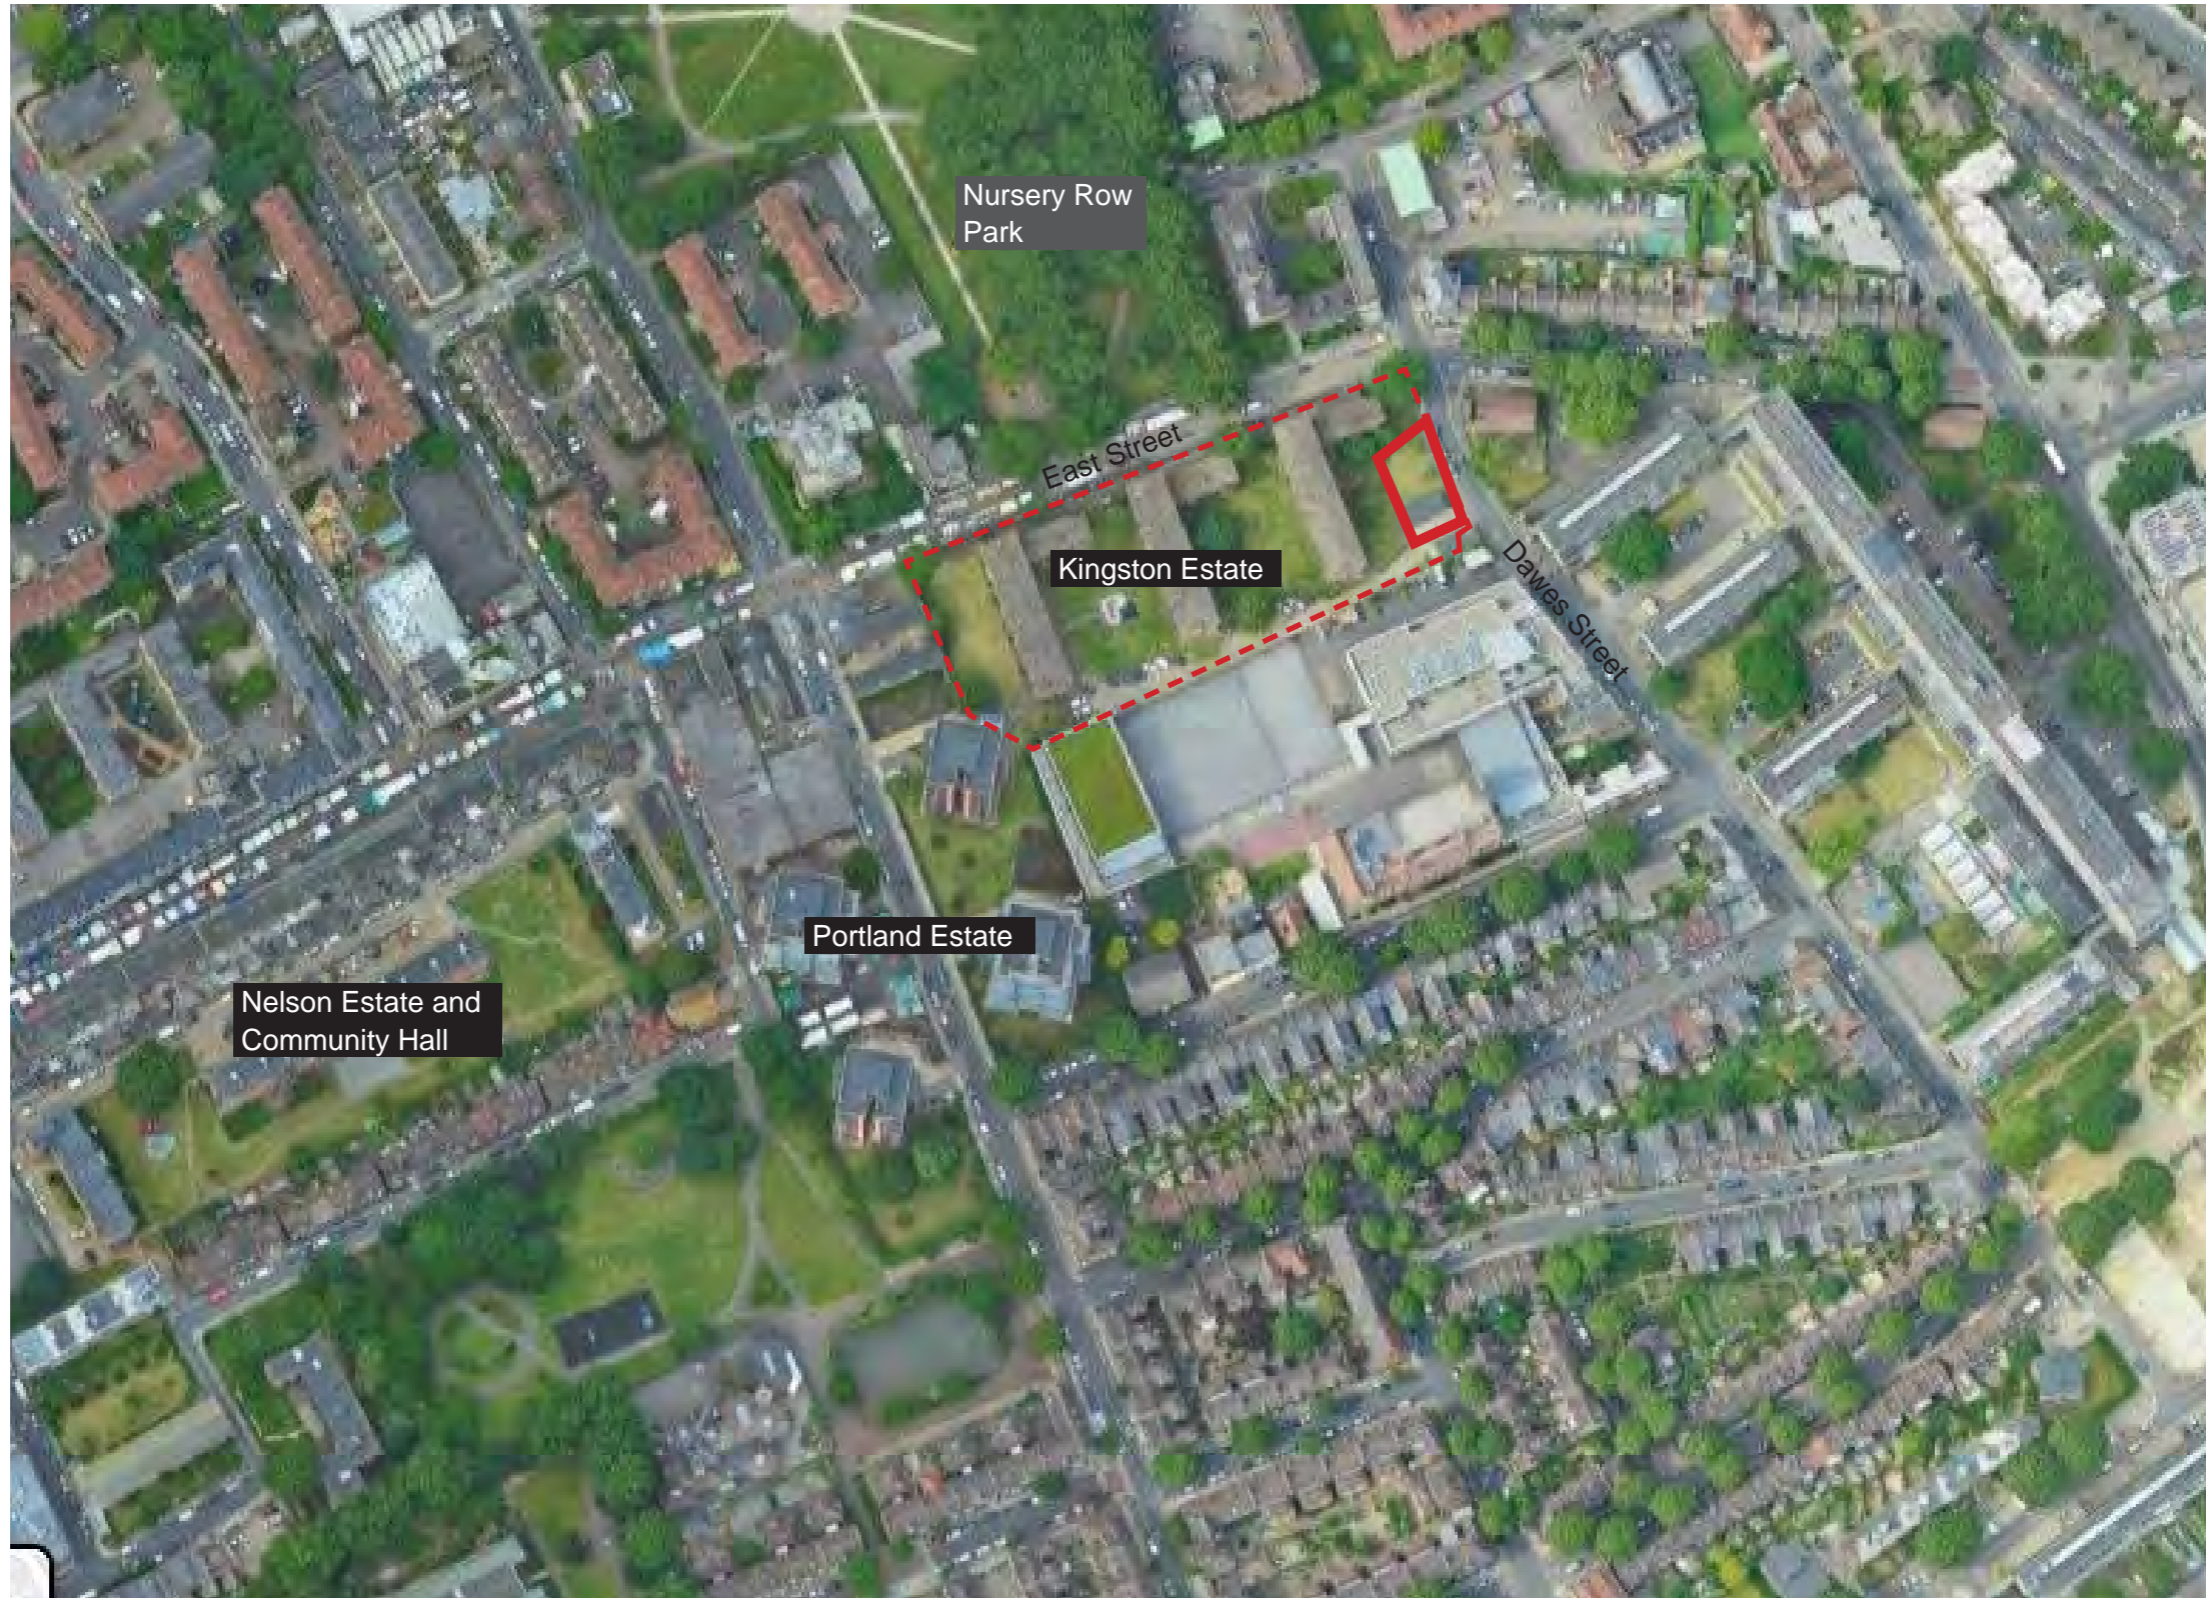 Nursery Row
Park
East Street
Kingston Estate
Dawes Street
Portland Estate
Nelson Estate and
Community Hall